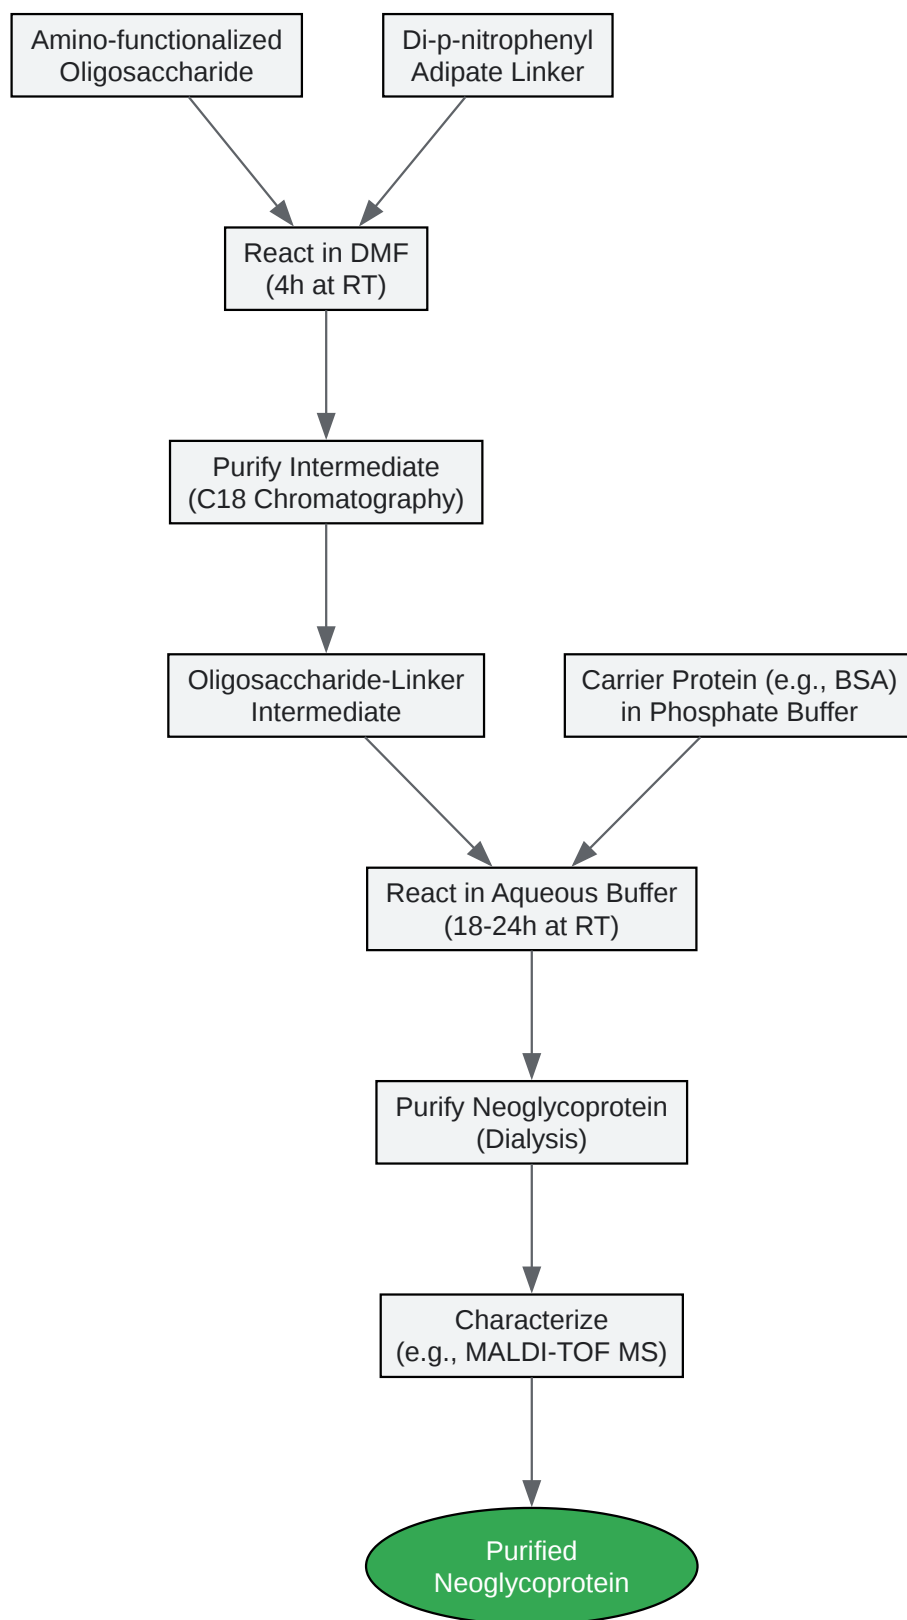 Amino-functionalized
Oligosaccharide
Di-p-nitrophenyl
Adipate Linker
React in DMF
(4h at RT)
Purify Intermediate
(C18 Chromatography)
Oligosaccharide-Linker
Intermediate
Carrier Protein (e.g., BSA)
in Phosphate Buffer
React in Aqueous Buffer
(18-24h at RT)
Purify Neoglycoprotein
(Dialysis)
Characterize
(e.g., MALDI-TOF MS)
Purified
Neoglycoprotein